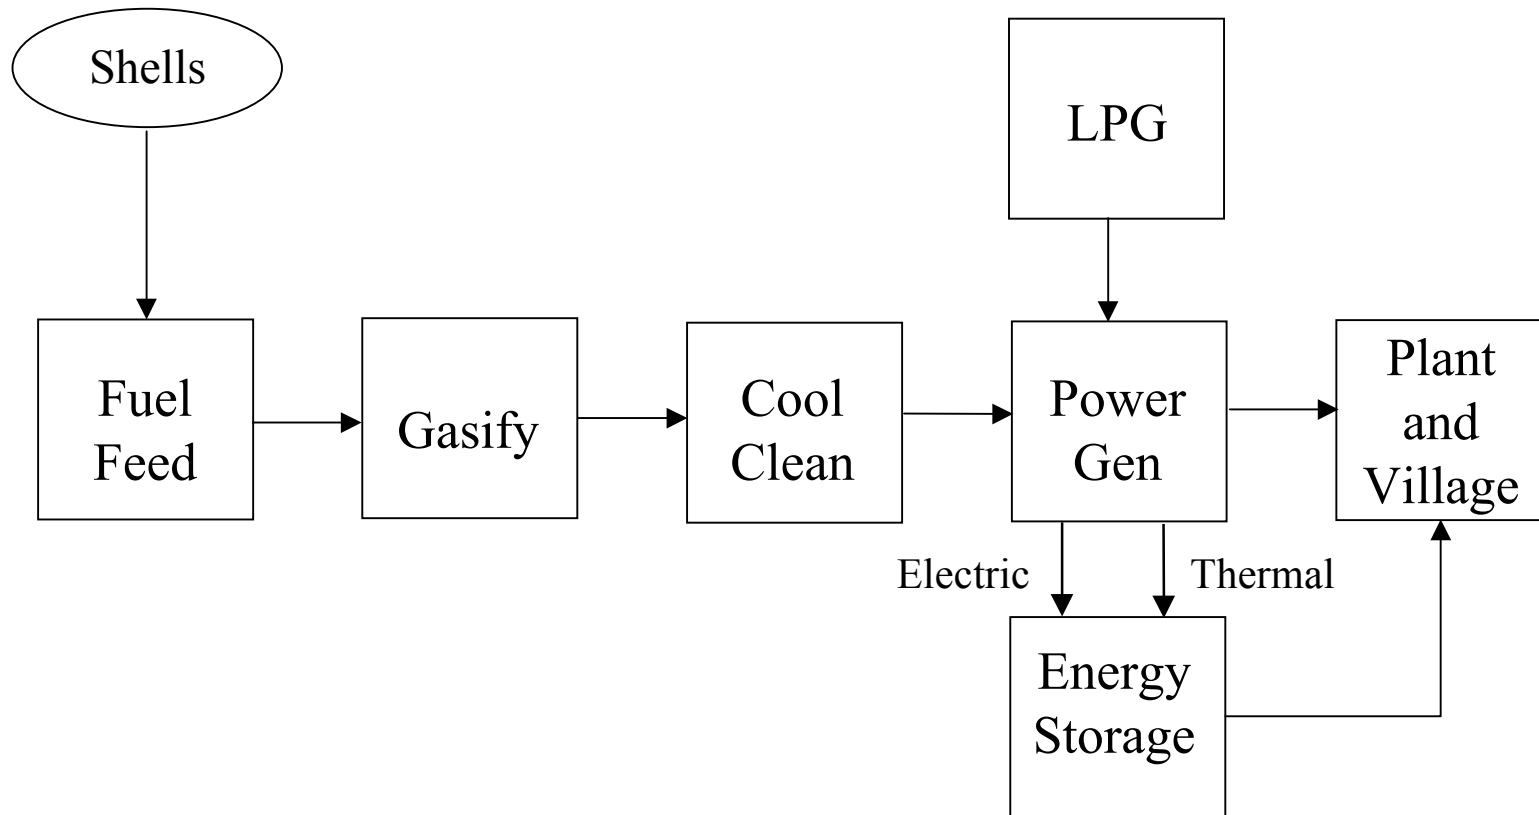 Shells
LPG
Fuel
Feed
Gasify
Cool
Clean
Power
Gen
Plant
and
Village
Electric
Thermal
Energy
Storage